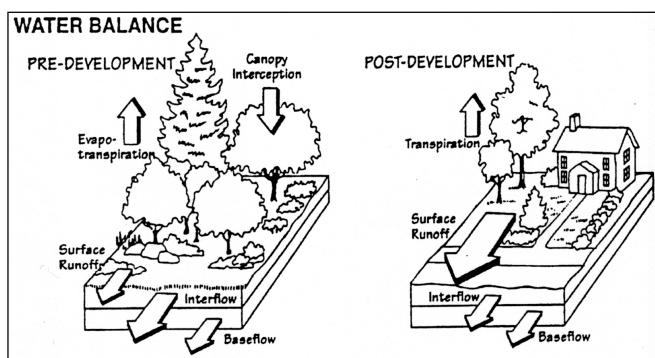 WATER BALANCE
PRE-DEVELOPMENT
Canopy
Interception
Evapo-
transpiration
Surface
Runoff
Interflow
Baseflow
POST-DEVELOPMENT
Transpiration
Surface
Runoff
Interflow
Baseflow